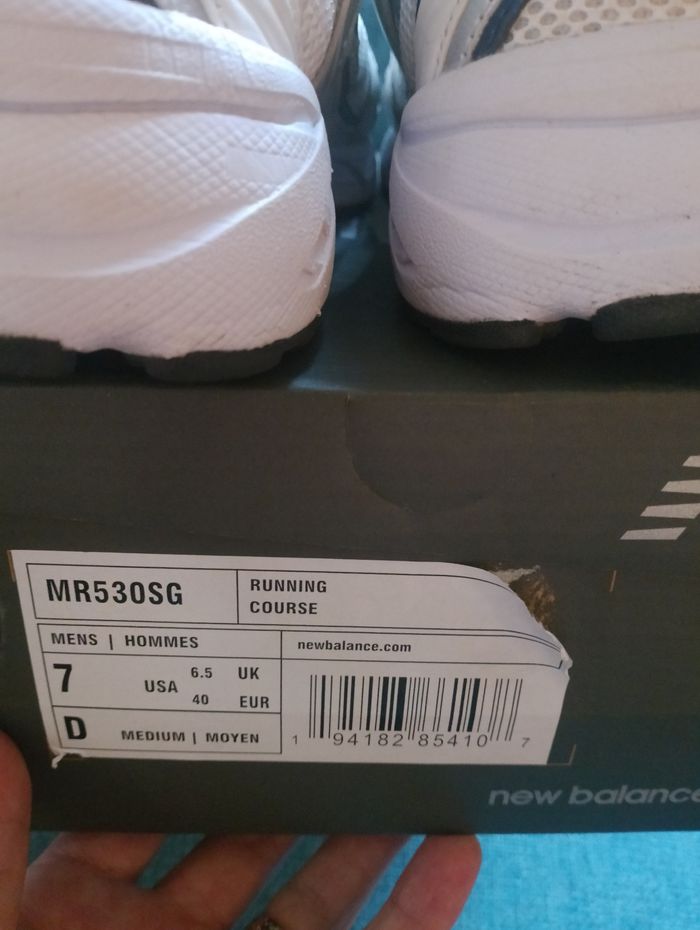 MR530SG
RUNNING
COURSE
MENS | HOMMES
newbalance.com
7 USA 6.5 UK
40 EUR
D MEDIUM | MOYEN
1 94182 85410 7
new balance